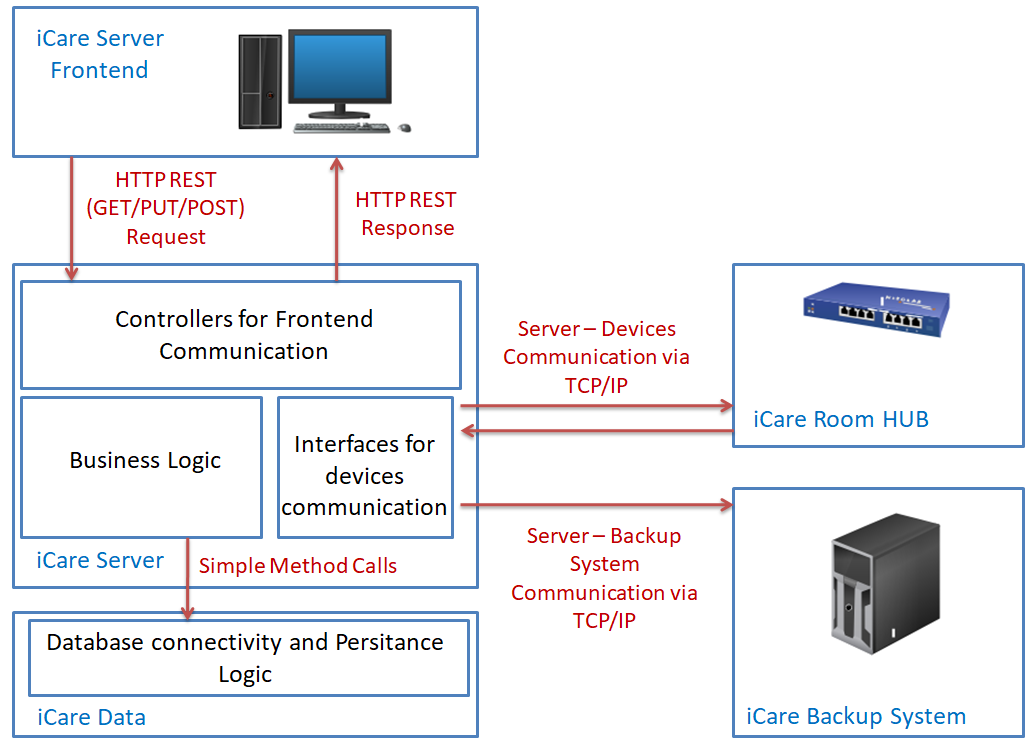 iCare Server
Frontend
HTTP REST
(GET/PUT/POST)
Request
HTTP REST
Response
Controllers for Frontend
Communication
Business Logic
Interfaces for
devices
communication
iCare Server
Server – Devices
Communication via
TCP/IP
iCare Room HUB
Server – Backup
System
Communication via
TCP/IP
iCare Backup System
Simple Method Calls
Database connectivity and Persitance
Logic
iCare Data